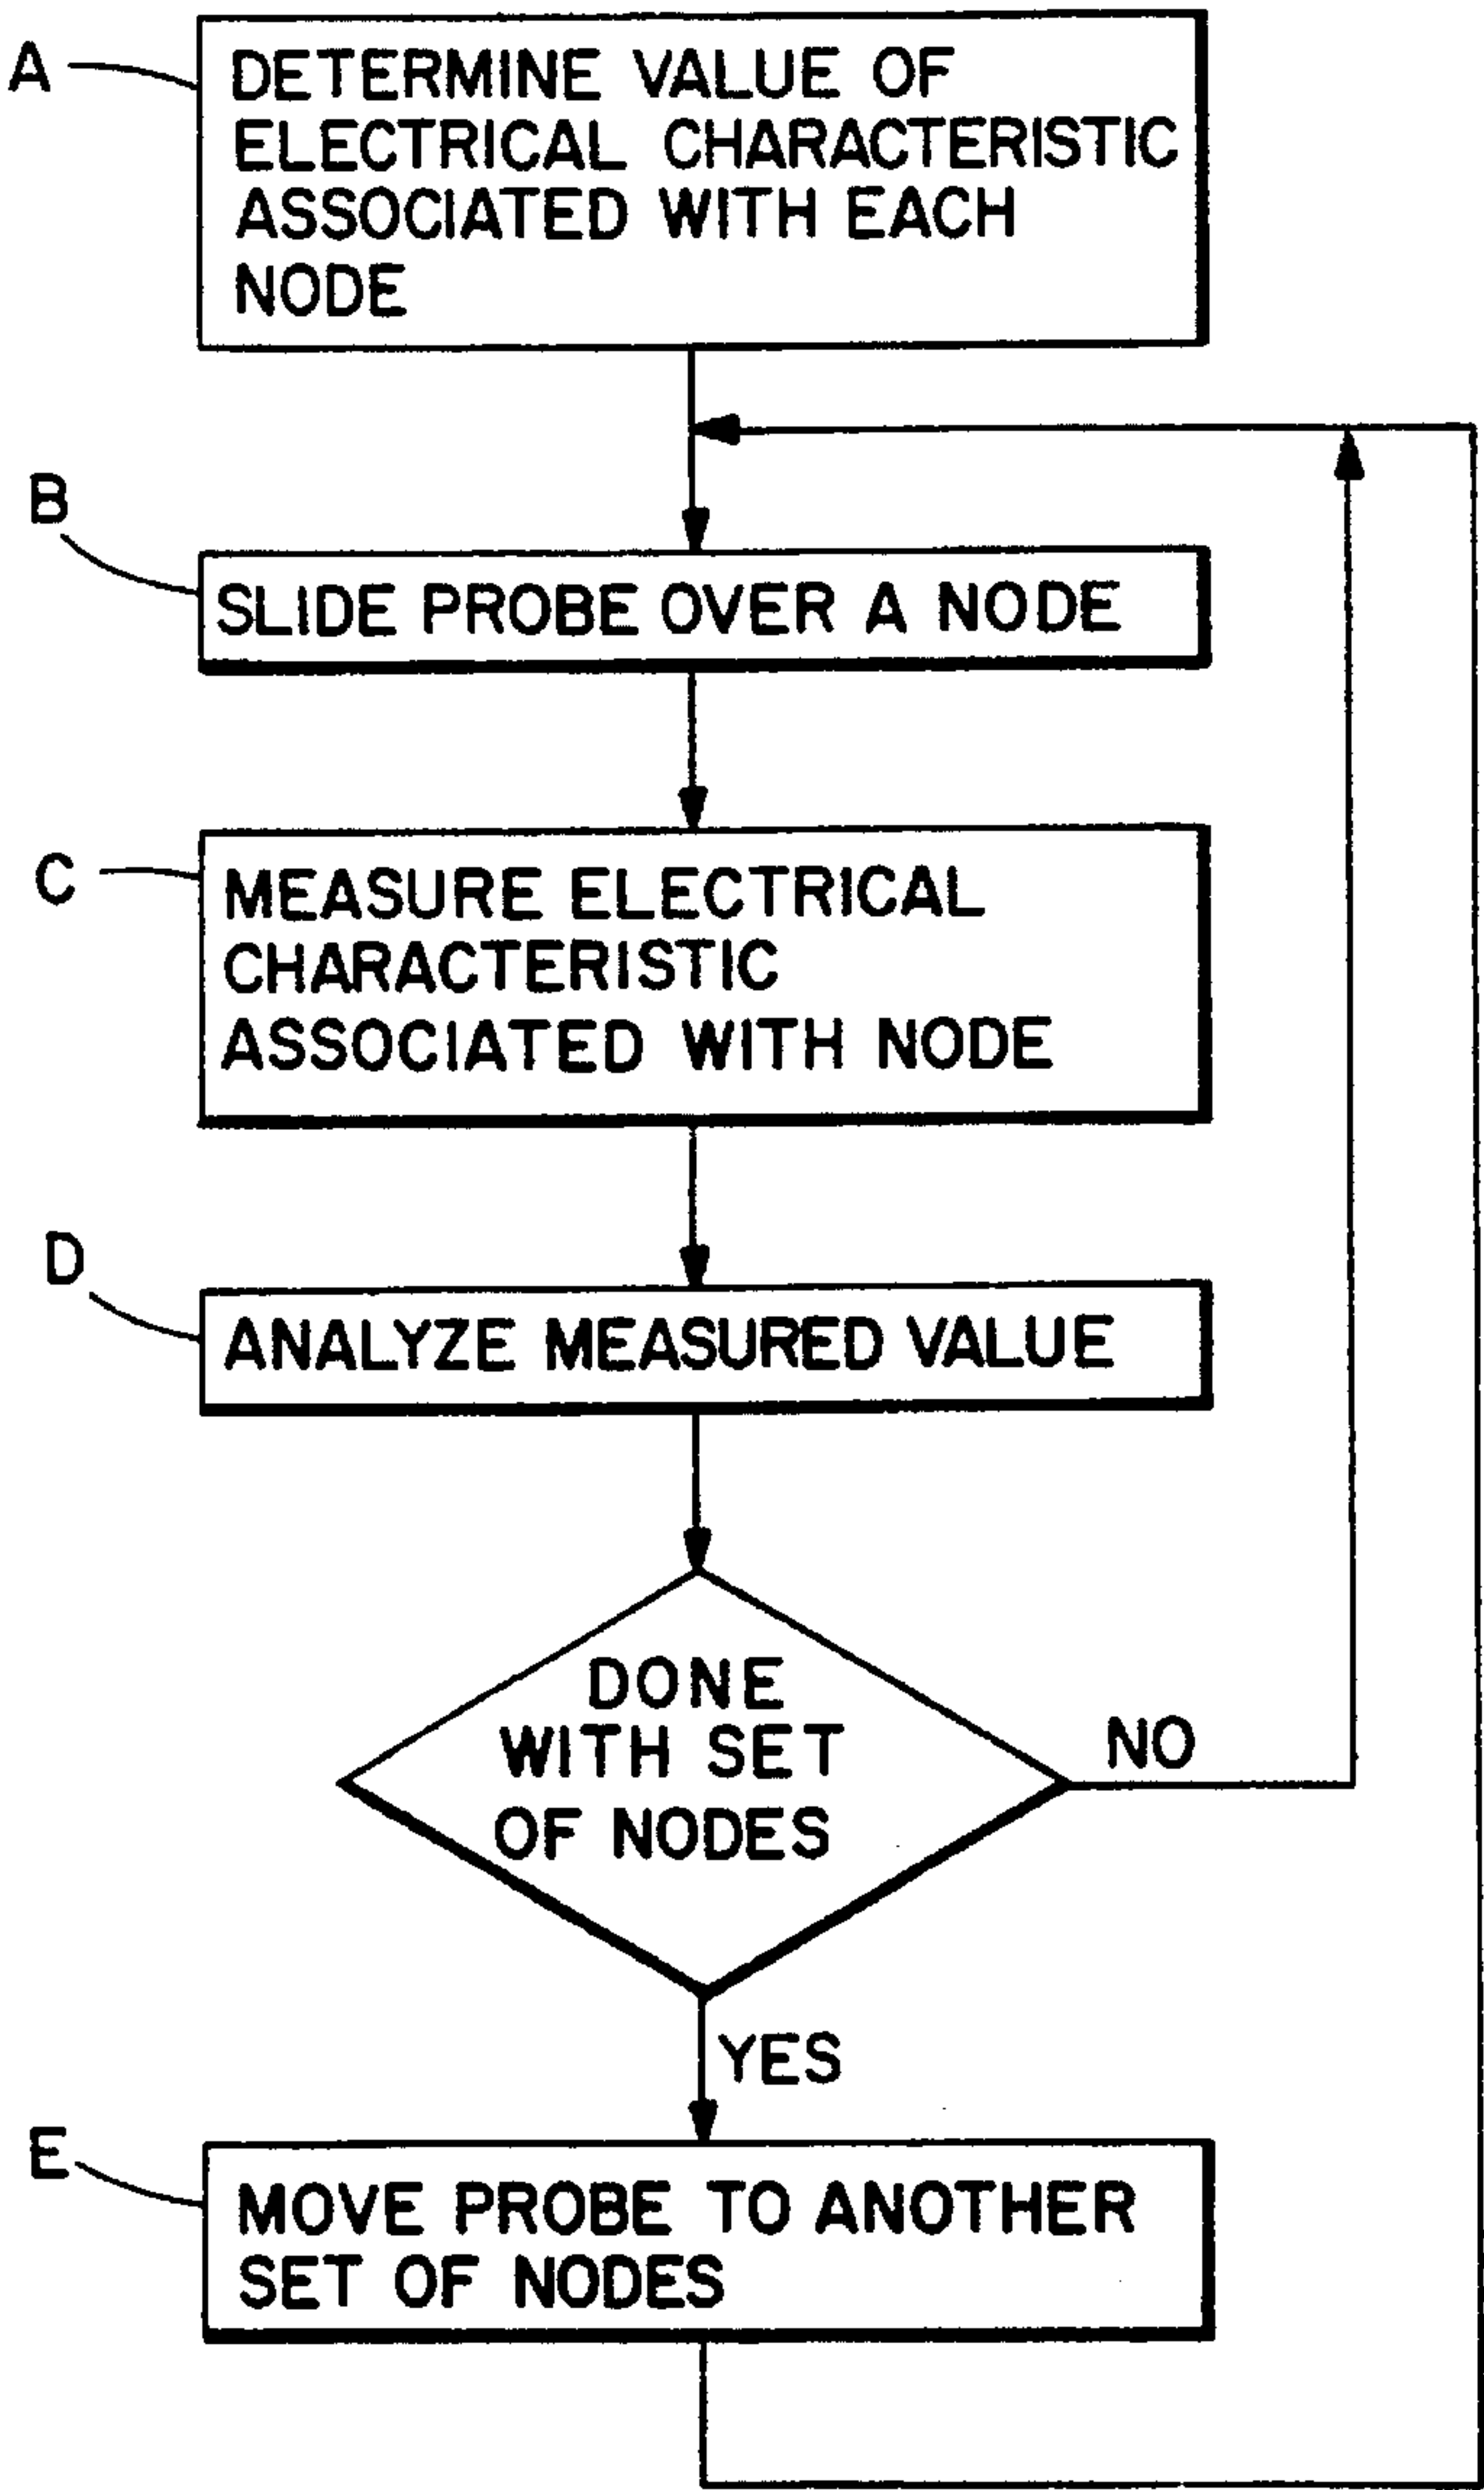 A
DETERMINE VALUE OF
ELECTRICAL CHARACTERISTIC
ASSOCIATED WITH EACH
NODE
B
SLIDE PROBE OVER A NODE
C
MEASURE ELECTRICAL
CHARACTERISTIC
ASSOCIATED WITH NODE
D
ANALYZE MEASURED VALUE
DONE
WITH SET
OF NODES
NO
YES
E
MOVE PROBE TO ANOTHER
SET OF NODES